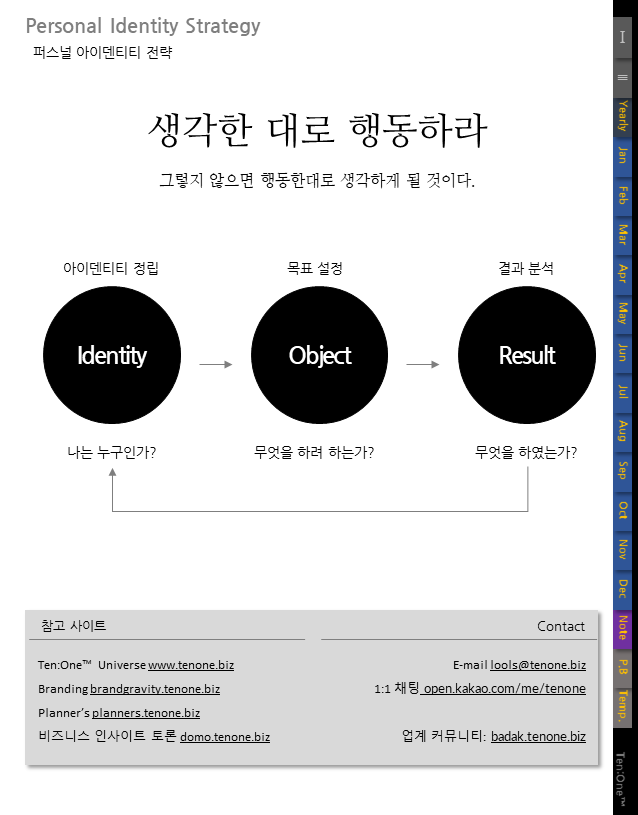 Personal Identity Strategy
퍼스널 아이덴티티 전략
생각한 대로 행동하라
그렇지 않으면 행동한대로 생각하게 될 것이다.
아이덴티티 정립
목표 설정
결과 분석
Identity
Object
Result
나는 누구인가?
무엇을 하려 하는가?
무엇을 하였는가?
참고 사이트
Ten:One™ Universe www.tenone.biz
Branding brandgravity.tenone.biz
Planner’s planners.tenone.biz
비즈니스 인사이트 토론 domo.tenone.biz
Contact
E-mail lools@tenone.biz
1:1 채팅 open.kakao.com/me/tenone
업계 커뮤니티: badak.tenone.biz
I
Yearly
Jan
Feb
Mar
Apr
May
Jun
Jul
Aug
Sep
Oct
Nov
Dec
Note
P.B
Temp.
Ten:One™